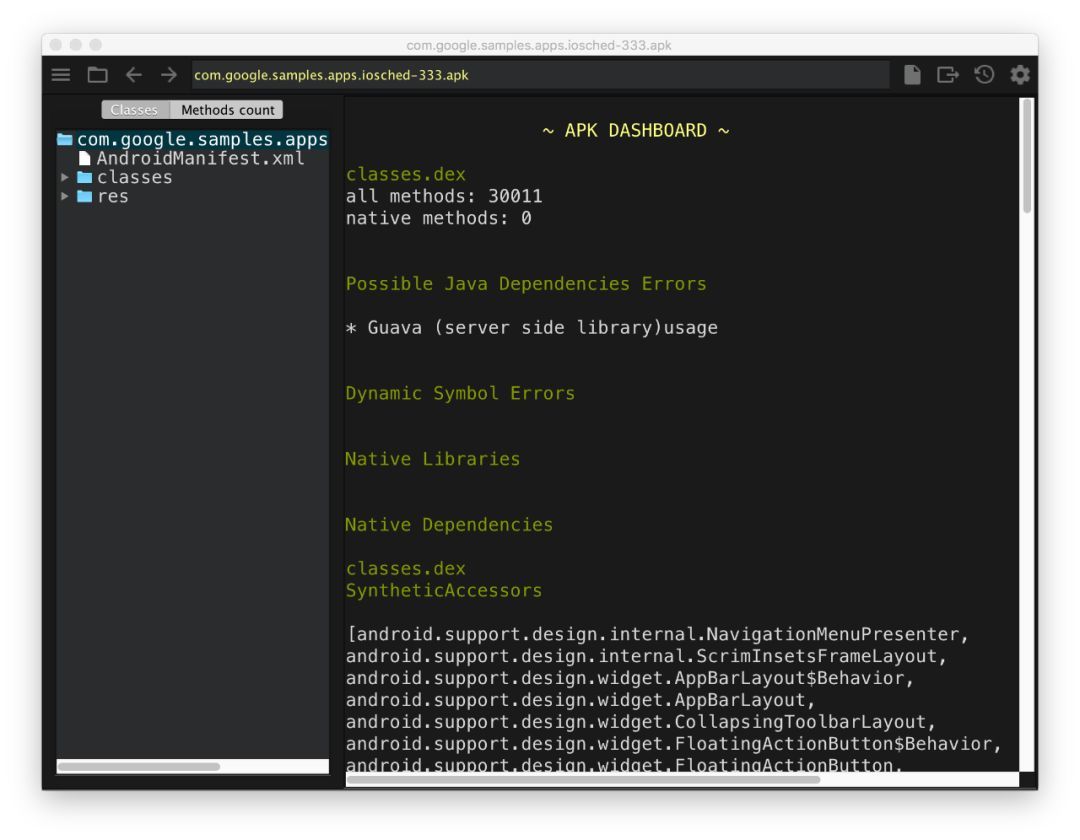 com.google.samples.apps.iosched-333.apk
com.google.samples.apps.iosched-333.apk
Classes Methods count
com.google.samples.apps
AndroidManifest.xml
classes
res
~ APK DASHBOARD ~
classes.dex
all methods: 30011
native methods: 0
Possible Java Dependencies Errors
* Guava (server side library)usage
Dynamic Symbol Errors
Native Libraries
Native Dependencies
classes.dex
SyntheticAccessors
[android.support.design.internal.NavigationMenuPresenter,
android.support.design.internal.ScrimInsetsFrameLayout,
android.support.design.widget.AppBarLayout$Behavior,
android.support.design.widget.AppBarLayout,
android.support.design.widget.CollapsingToolbarLayout,
android.support.design.widget.FloatingActionButton$Behavior,
android.support.design.widget.FloatingActionButton,